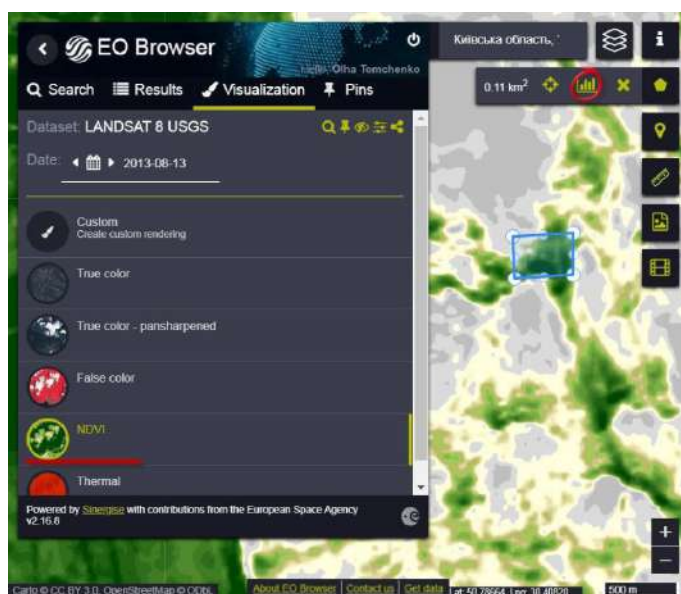 EO Browser
Київська область,
Hello, Olha Tomchenko
Search Results Visualization Pins
0.11 km2
Dataset: LANDSAT 8 USGS
Date: 2013-08-13
Custom
Create custom rendering
True color
True color - pansharpened
False color
NDVI
Thermal
Powered by Sinergise with contributions from the European Space Agency
v2.16.6
Carto © CC BY 3.0, OpenStreetMap © ODbL
About EO Browser Contact us Get data
500 m